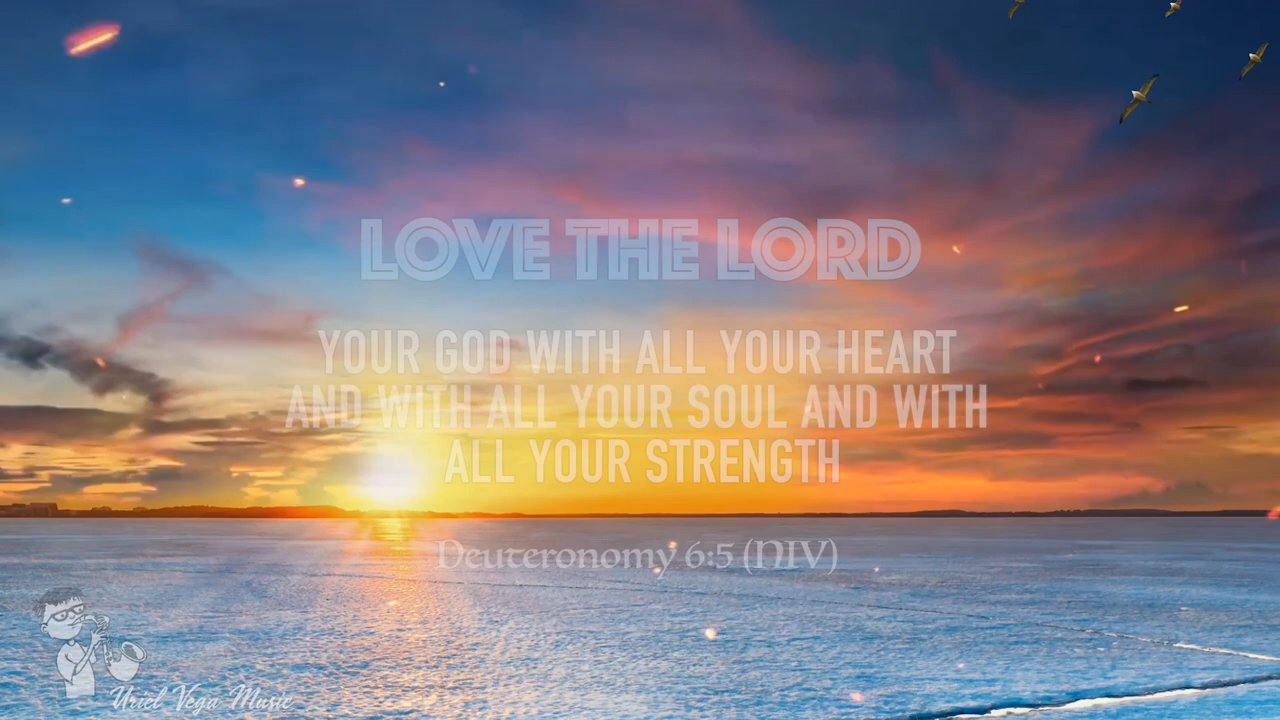 LOVE THE LORD
YOUR GOD WITH ALL YOUR HEART
AND WITH ALL YOUR SOUL AND WITH
ALL YOUR STRENGTH
Deuteronomy 6:5 (NIV)
Uriel Vega Music